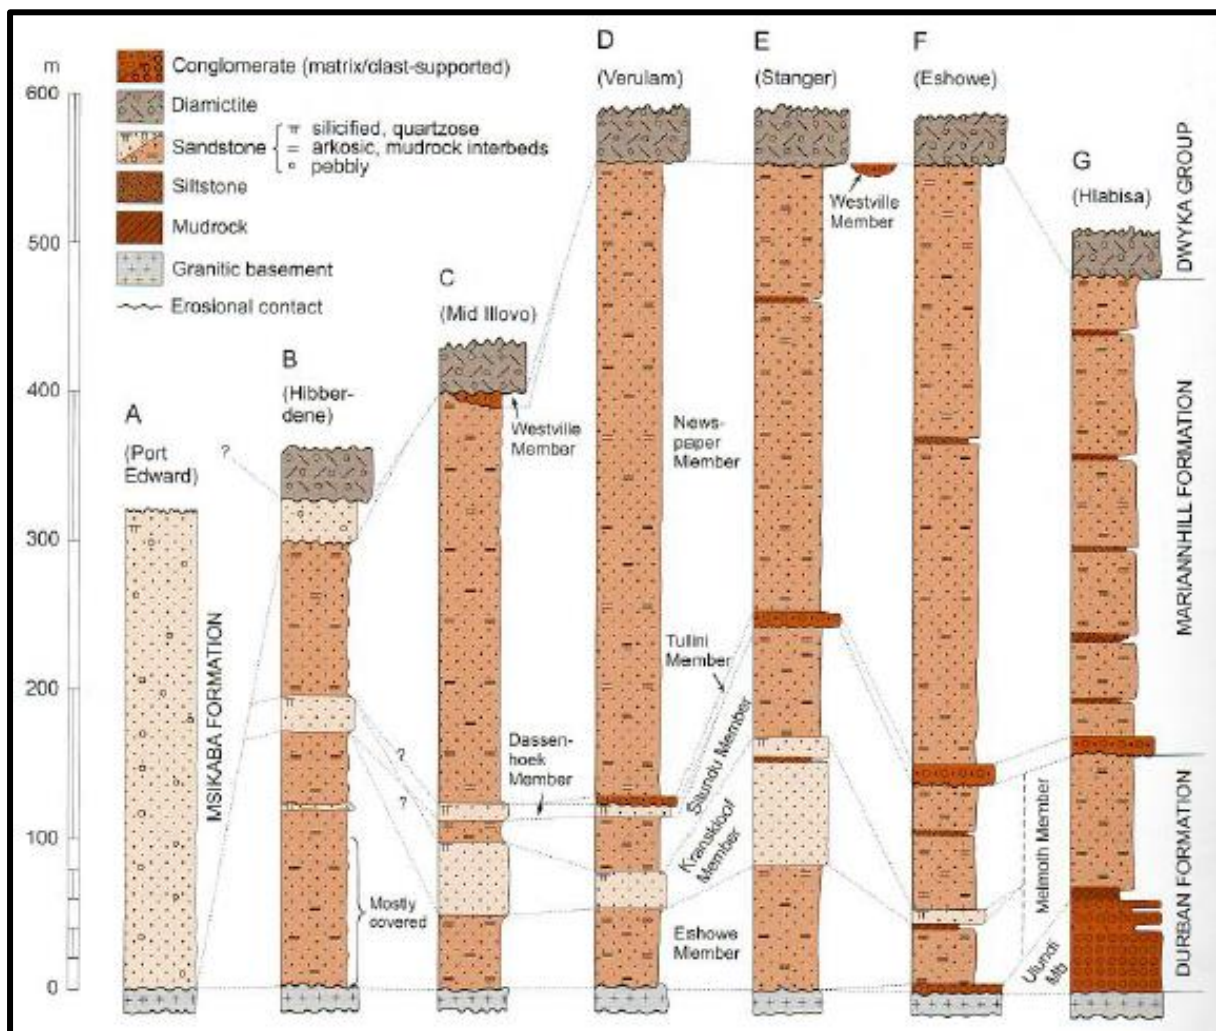 m
600
500
400
300
200
100
0
Conglomerate (matrix/clast-supported)
Diamictite
Sandstone
silicified, quartzose
arkosic, mudrock interbeds
pebbly
Siltstone
Mudrock
Granitic basement
Erosional contact
A
(Port
Edward)
MSIKABA FORMATION
B
(Hibber-
dene)
?
Mostly
covered
C
(Mid Illovo)
Westville
Member
?
?
Dassen-
hoek
Member
D
(Verulam)
News-
paper
Member
Tulini
Member
Situndu Member
Kranskloof
Member
Eshowe
Member
E
(Stanger)
Westville
Member
F
(Eshowe)
Melmoth Member
Ulundi
Mb
G
(Hlabisa)
DWYKA GROUP
MARIANNHILL FORMATION
DURBAN FORMATION